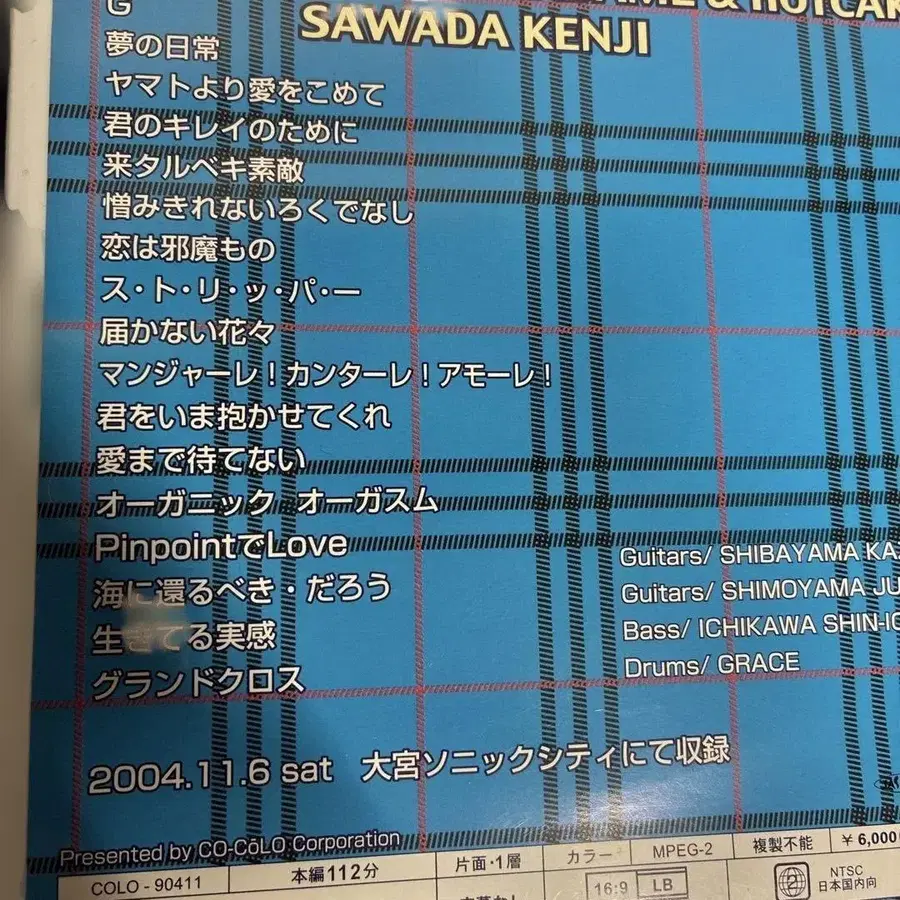 G
SAWADA KENJI
夢の日常
ヤマトより愛をこめて
君のキレイのために
来タルベキ素敵
憎みきれないろくでなし
恋は邪魔もの
ス・ト・リ・ッ・パ・ー
届かない花々
マンジャーレ!カンターレ!アモーレ!
君をいま抱かせてくれ
愛まで待てない
オーガニック オーガスム
PinpointでLove
海に還るべき・だろう
生きてる実感
グランドクロス
Guitars/ SHIBAYAMA
Guitars/ SHIMOYAMA
Bass/ ICHIKAWA
Drums/ GRACE
2004.11.6 sat 大宮ソニックシティにて収録
Presented by CO-CōLO Corporation
COLO - 90411 本編112分 片面・1層 カラー MPEG-2 複製不能 ¥6,000
16:9 LB 2 NTSC
日本国内向